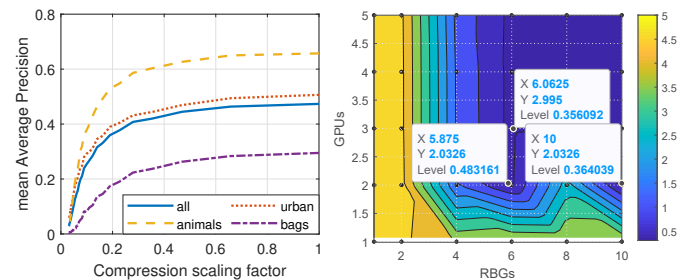 mean Average Precision
0.8
0.6
0.4
0.2
0
0 0.2 0.4 0.6 0.8 1
Compression scaling factor
all urban
animals bags
GPUs
5
4.5
4
3.5
3
2.5
2
1.5
1
2 4 6 8 10
RBGs
X 6.0625
Y 2.995
Level 0.356092
X 5.875
Y 2.0326
Level 0.483161
X 10
Y 2.0326
Level 0.364039
5
4.5
4
3.5
3
2.5
2
1.5
1
0.5